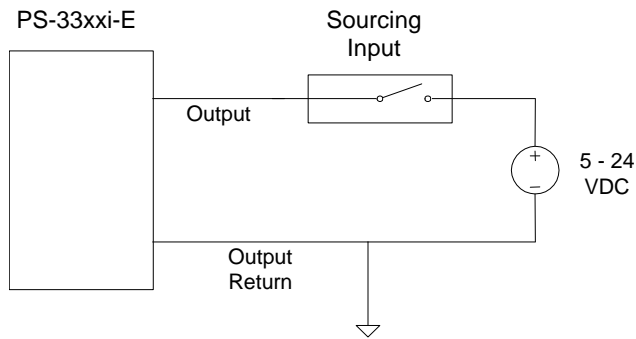 PS-33xxi-E
Sourcing
Input
Output
+
−
5 - 24
VDC
Output
Return